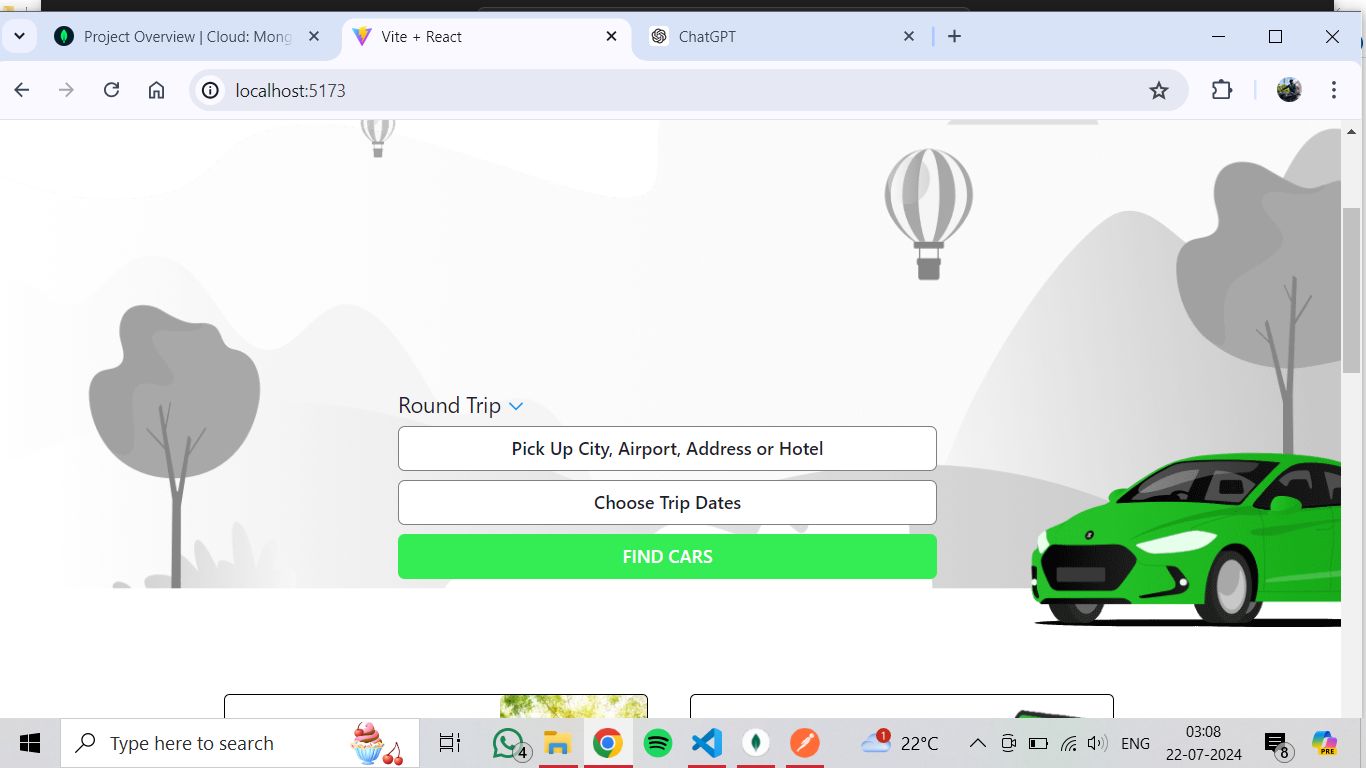 Project Overview | Cloud: Mong
Vite + React
ChatGPT
localhost:5173
Round Trip
Pick Up City, Airport, Address or Hotel
Choose Trip Dates
FIND CARS
Type here to search
4
1
22°C
ENG
03:08
22-07-2024
8
PRE